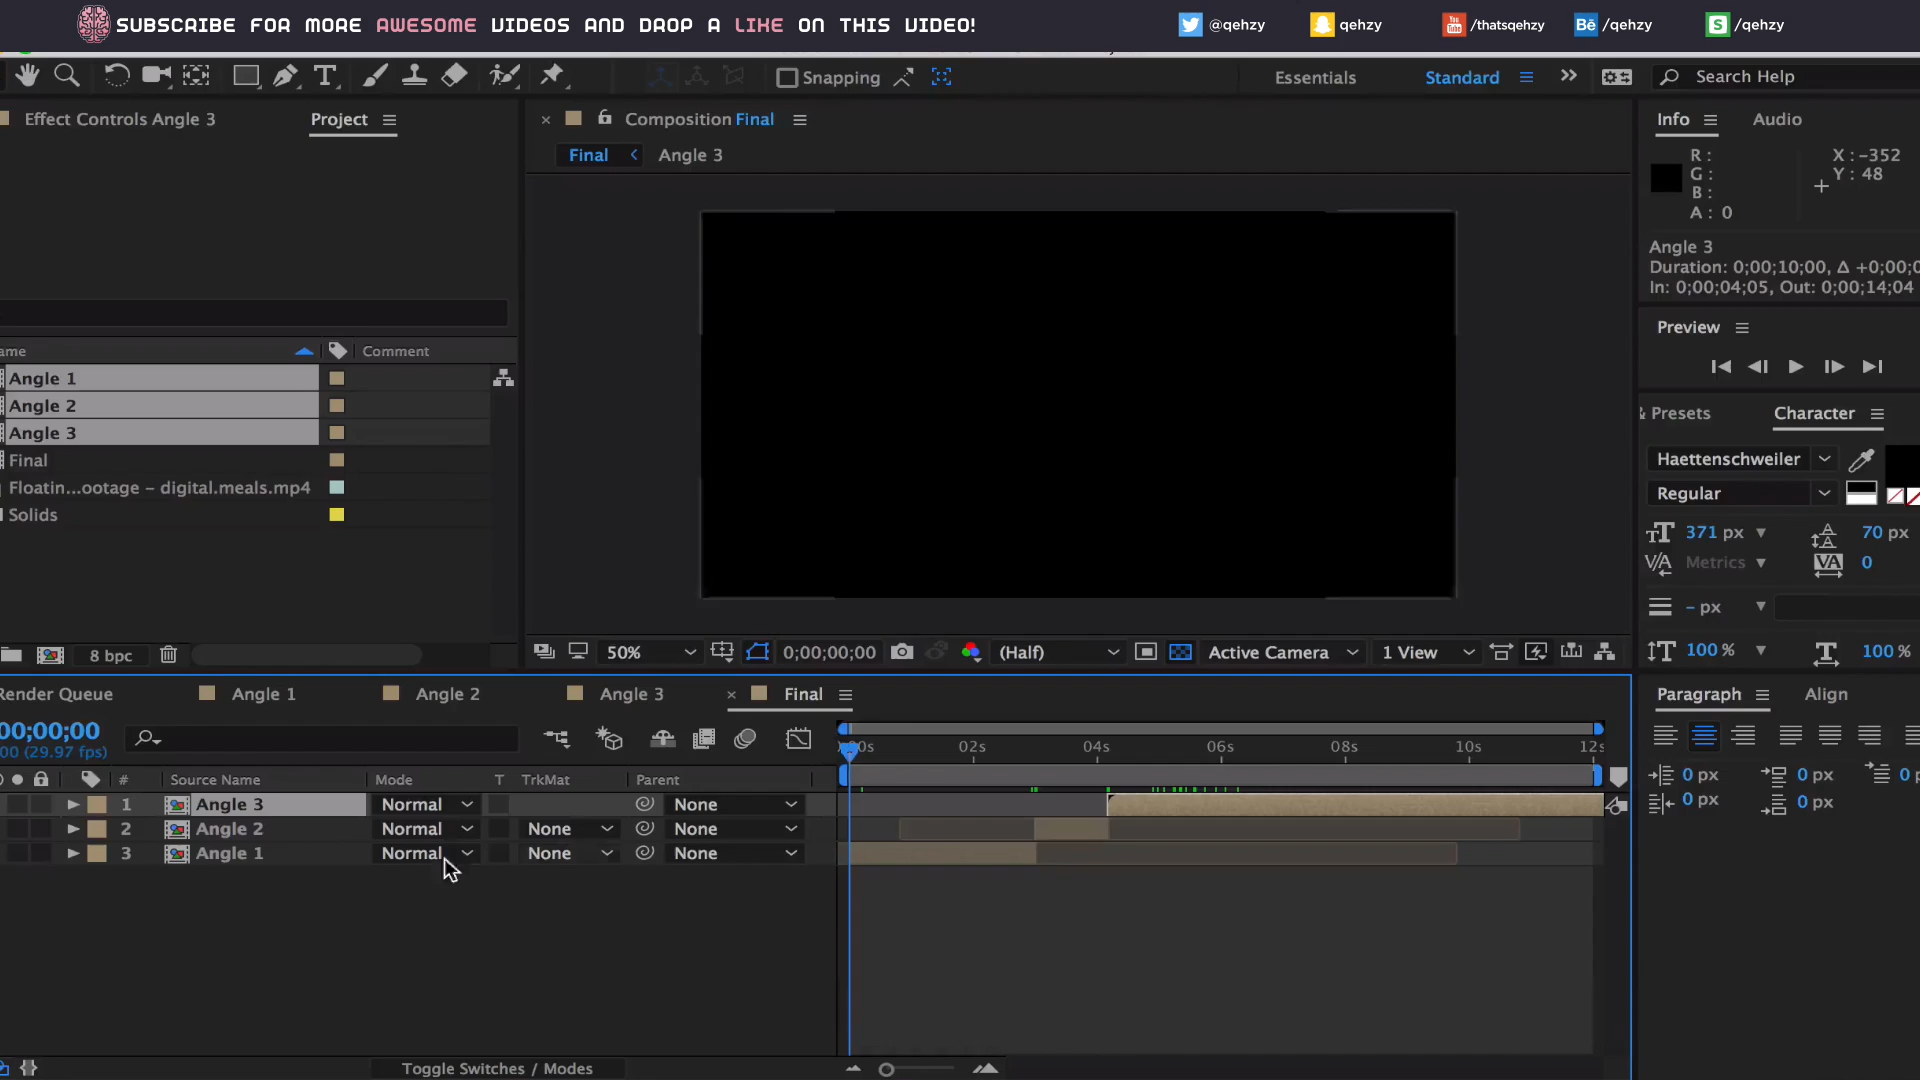 SUBSCRIBE FOR MORE AWESOME VIDEOS AND DROP A LIKE ON THIS VIDEO!
@qehzy
qehzy
/thatsqehzy
/qehzy
/qehzy
Snapping
Essentials
Standard
Search Help
Effect Controls Angle 3
Project
Composition Final
Final
Angle 3
Info
Audio
R :
G :
B :
A : 0
X : -352
Y : 48
Angle 3
Duration: 0;00;10;00, Δ +0;00;0
In: 0;00;04;05, Out: 0;00;14;04
Preview
ame
Comment
Angle 1
Angle 2
Angle 3
Final
Floatin...ootage – digital.meals.mp4
Solids
& Presets
Character
Haettenschweiler
Regular
371 px
70 px
Metrics
0
- px
100 %
100 %
8 bpc
50%
0;00;00;00
(Half)
Active Camera
1 View
Render Queue
Angle 1
Angle 2
Angle 3
Final
00;00;00
00 (29.97 fps)
:00s
02s
04s
06s
08s
10s
12s
#
Source Name
Mode
T
TrkMat
Parent
1
Angle 3
Normal
None
2
Angle 2
Normal
None
None
3
Angle 1
Normal
None
None
Toggle Switches / Modes
Paragraph
Align
0 px
0 px
0 p
0 px
0 px